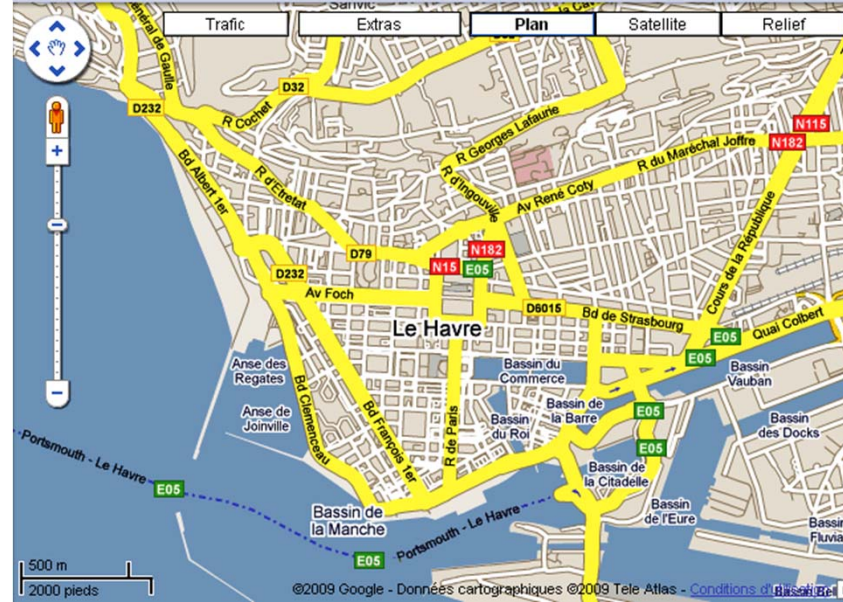 Sanvic
Trafic
Extras
Plan
Satellite
Relief
Général de Gaulle
D232
R Cochet
D32
R Georges Lafaurie
N115
N182
R du Maréchal Joffre
Bd Albert 1er
R d'Etretat
R d'Ingouville
Av René Coty
Cours de la République
D79
N15
N182
E05
D232
Av Foch
D6015
Bd de Strasbourg
Le Havre
E05
Quai Colbert
E05
Anse des
Regates
Bassin du
Commerce
Bassin
Vauban
Anse de
Joinville
Bd Clemenceau
Bd François 1er
R de Paris
Bassin
du Roi
Bassin de
la Barre
E05
Bassin
des Docks
E05
Portsmouth - Le Havre
E05
Bassin de
la Citadelle
Bassin
de l'Eure
Bassin de
la Manche
Portsmouth - Le Havre
E05
Bassin
Fluvia
500 m
2000 pieds
©2009 Google - Données cartographiques ©2009 Tele Atlas - Conditions d'utilisation